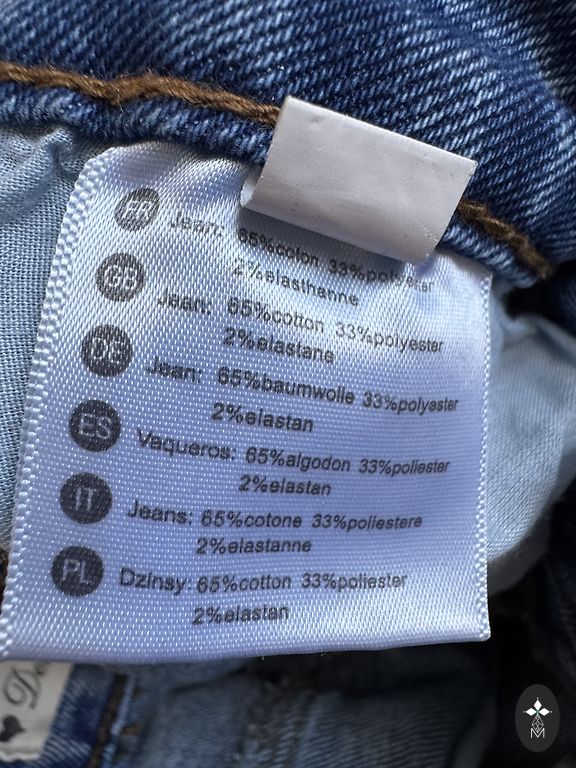 FR Jean: 65%coton 33%polyester
2%elasthanne
GB Jean: 65%cotton 33%polyester
2%elastane
DE Jean: 65%baumwolle 33%polyester
2%elastan
ES Vaqueros: 65%algodon 33%poliester
2%elastan
IT Jeans: 65%cotone 33%poliestere
2%elastanne
PL Dzinsy: 65%cotton 33%poliester
2%elastan